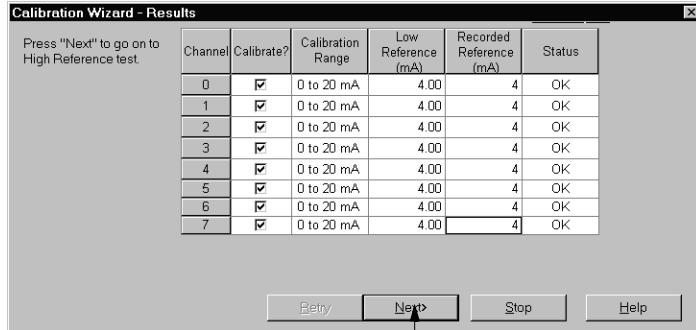 Calibration Wizard - Results
Press "Next" to go on to
High Reference test.
Channel Calibrate? Calibration Range Low Reference (mA) Recorded Reference (mA) Status
0 0 to 20 mA 4.00 4 OK
1 0 to 20 mA 4.00 4 OK
2 0 to 20 mA 4.00 4 OK
3 0 to 20 mA 4.00 4 OK
4 0 to 20 mA 4.00 4 OK
5 0 to 20 mA 4.00 4 OK
6 0 to 20 mA 4.00 4 OK
7 0 to 20 mA 4.00 4 OK
Retry Next> Stop Help